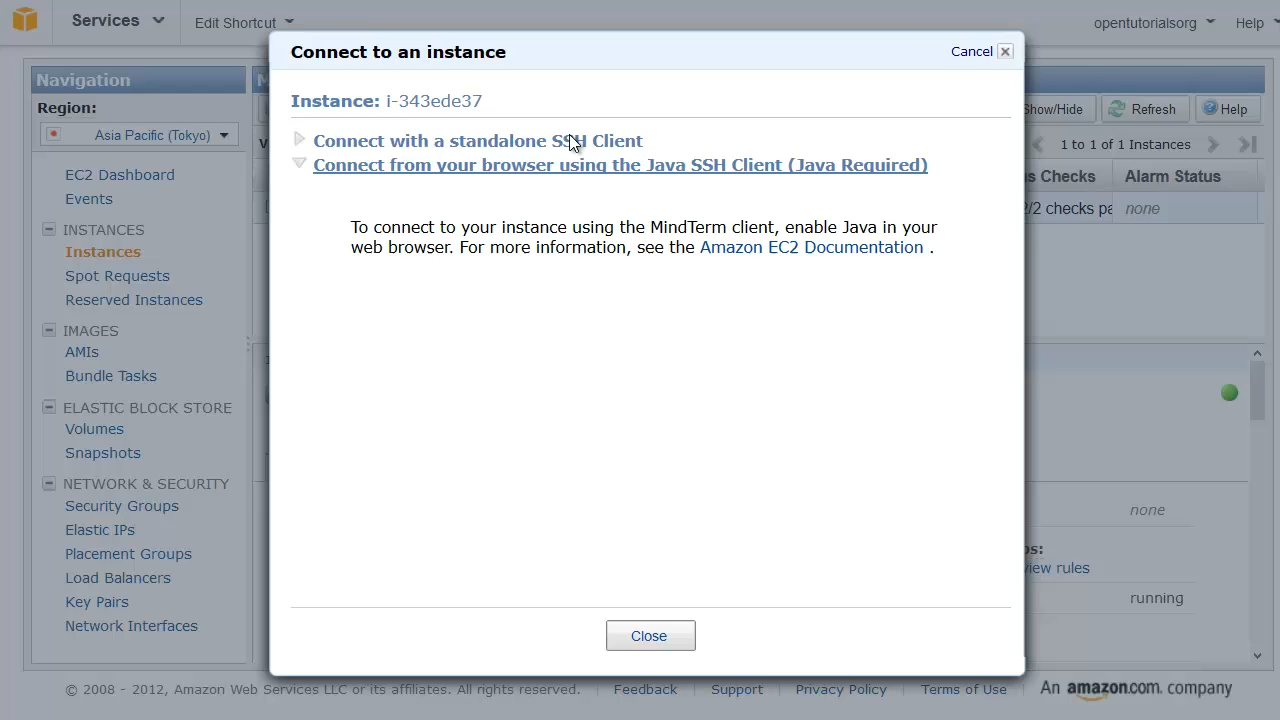 Services
Edit Shortcut
opentutorialsorg
Help
Navigation
Region:
Asia Pacific (Tokyo)
EC2 Dashboard
Events
INSTANCES
Instances
Spot Requests
Reserved Instances
IMAGES
AMIs
Bundle Tasks
ELASTIC BLOCK STORE
Volumes
Snapshots
NETWORK & SECURITY
Security Groups
Elastic IPs
Placement Groups
Load Balancers
Key Pairs
Network Interfaces
Connect to an instance
Cancel
Instance: i-343ede37
Connect with a standalone SSH Client
Connect from your browser using the Java SSH Client (Java Required)
To connect to your instance using the MindTerm client, enable Java in your
web browser. For more information, see the Amazon EC2 Documentation .
Close
Show/Hide
Refresh
Help
1 to 1 of 1 Instances
Checks
Alarm Status
2/2 checks pa
none
none
view rules
running
© 2008 - 2012, Amazon Web Services LLC or its affiliates. All rights reserved.
Feedback
Support
Privacy Policy
Terms of Use
An amazon.com company